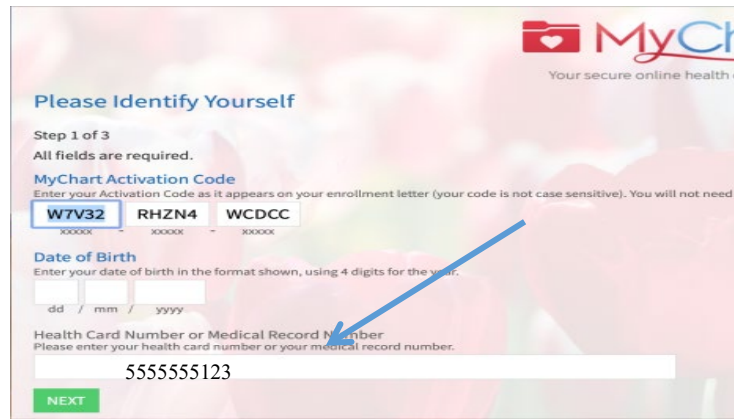 MyCh
Your secure online health
Please Identify Yourself
Step 1 of 3
All fields are required.
MyChart Activation Code
Enter your Activation Code as it appears on your enrollment letter (your code is not case sensitive). You will not need
W7V32 RHZN4 WCDCC
xxxxx - xxxxx - xxxxx
Date of Birth
Enter your date of birth in the format shown, using 4 digits for the year.
dd / mm / yyyy
Health Card Number or Medical Record Number
Please enter your health card number or your medical record number.
5555555123
NEXT